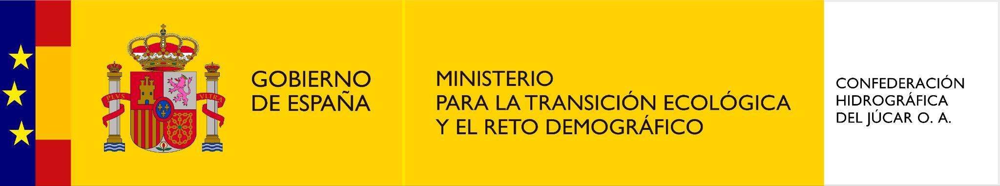 PLVS VLTRA
GOBIERNO
DE ESPAÑA
MINISTERIO
PARA LA TRANSICIÓN ECOLÓGICA
Y EL RETO DEMOGRÁFICO
CONFEDERACIÓN
HIDROGRÁFICA
DEL JÚCAR O. A.